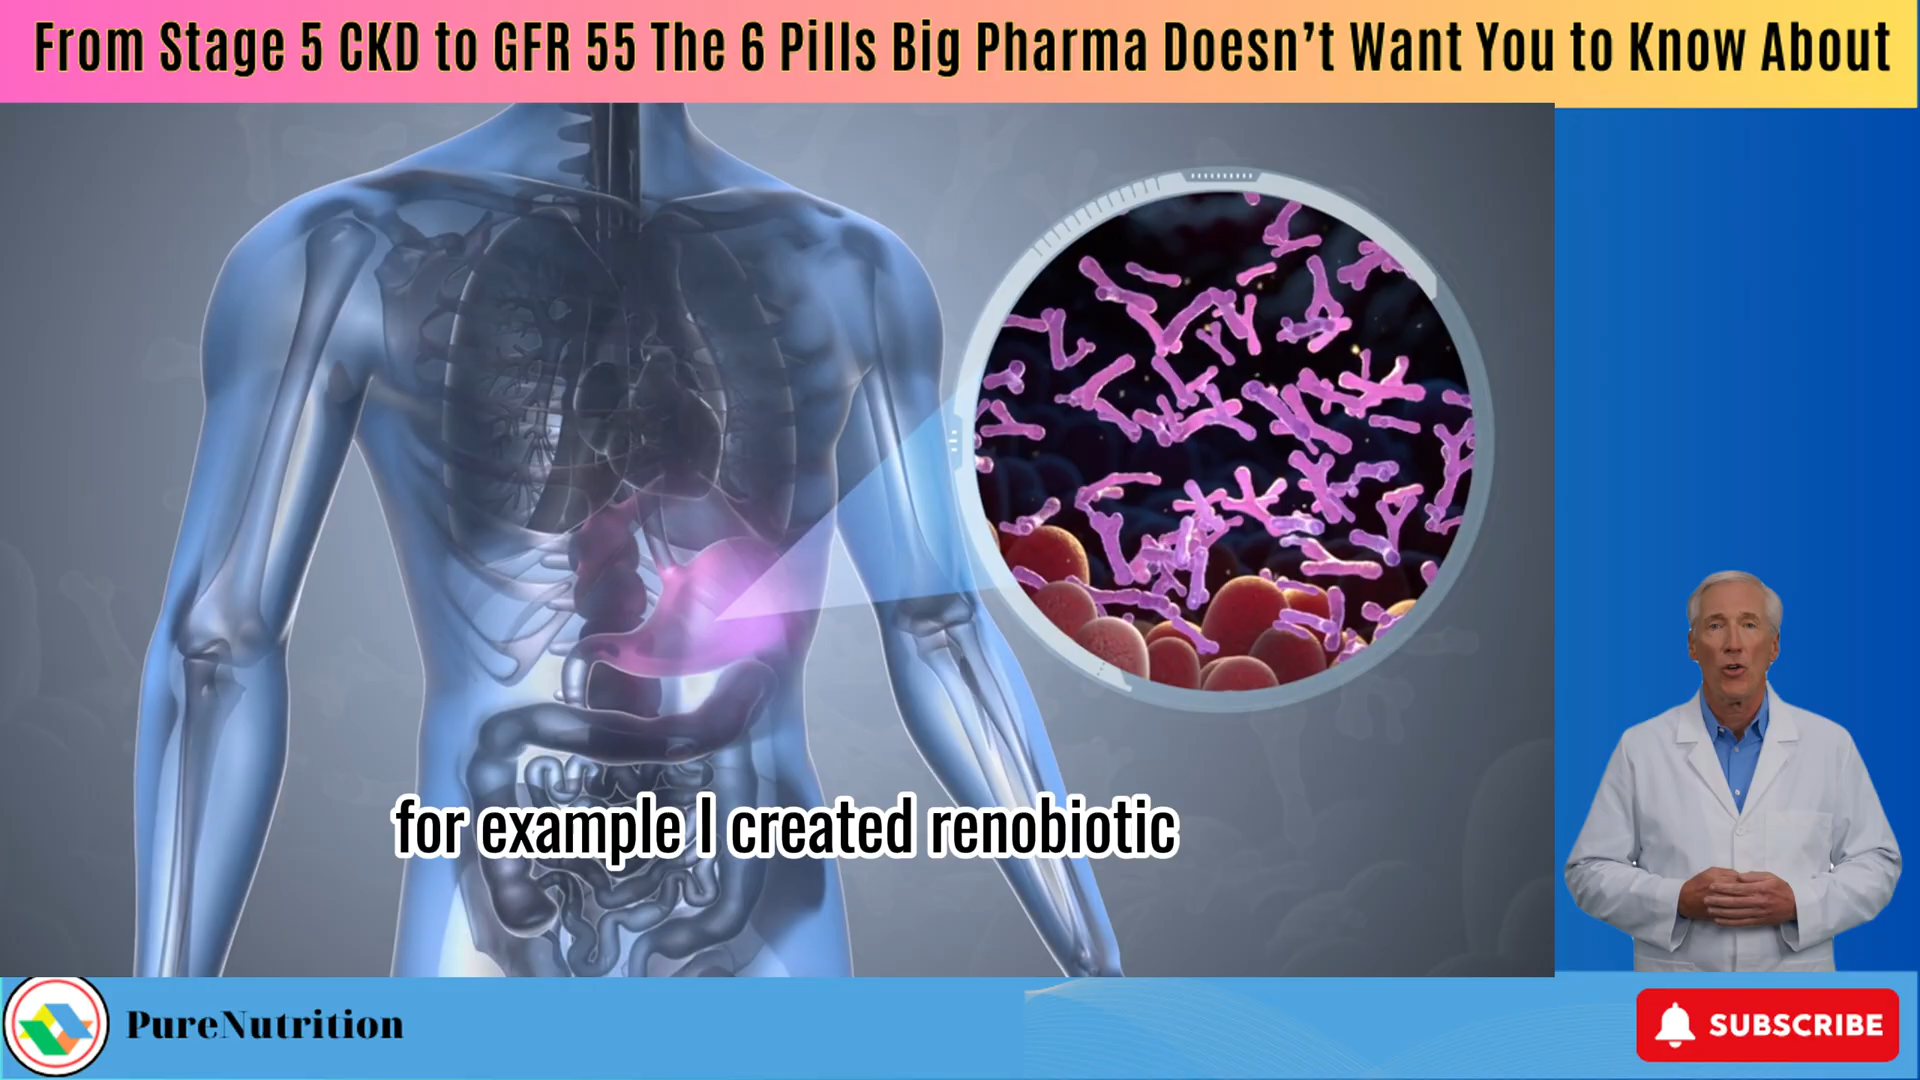 From Stage 5 CKD to GFR 55 The 6 Pills Big Pharma Doesn’t Want You to Know About
for example I created renobiotic
PureNutrition
SUBSCRIBE